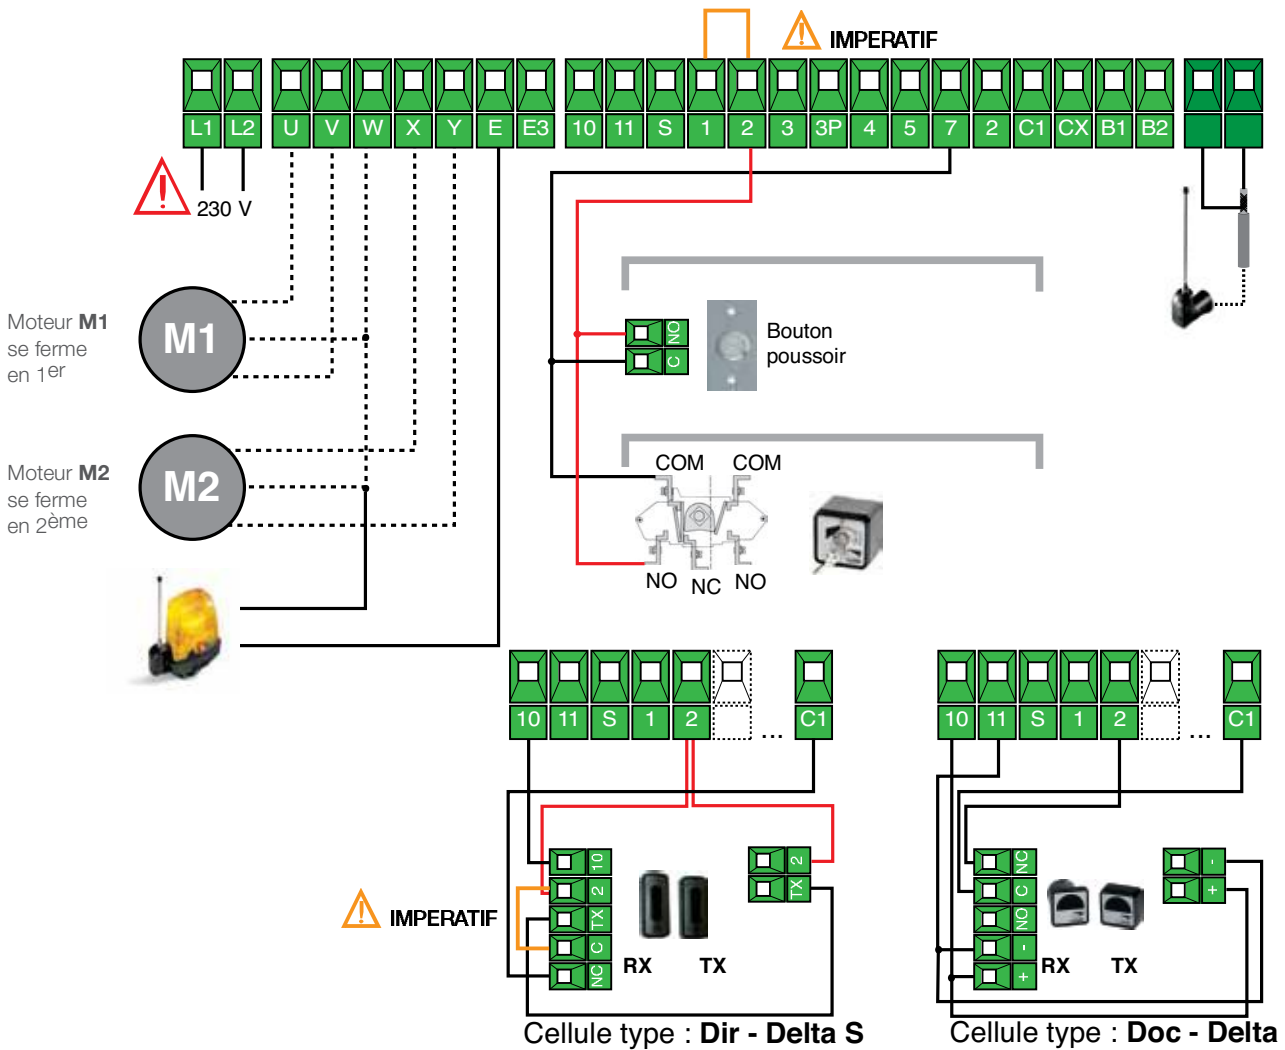 IMPERATIF
L1 L2 U V W X Y E E3 10 11 S 1 2 3 3P 4 5 7 2 C1 CX B1 B2
230 V
Moteur M1
se ferme
en 1er
M1
NO
C
Bouton
poussoir
Moteur M2
se ferme
en 2ème
M2
COM COM
NO NC NO
10 11 S 1 2 ... C1
10 11 S 1 2 ... C1
10
2
TX
C
NC
2
TX
IMPERATIF
RX TX
Cellule type : Dir - Delta S
NC
C
NO
-
+
-
+
RX TX
Cellule type : Doc - Delta